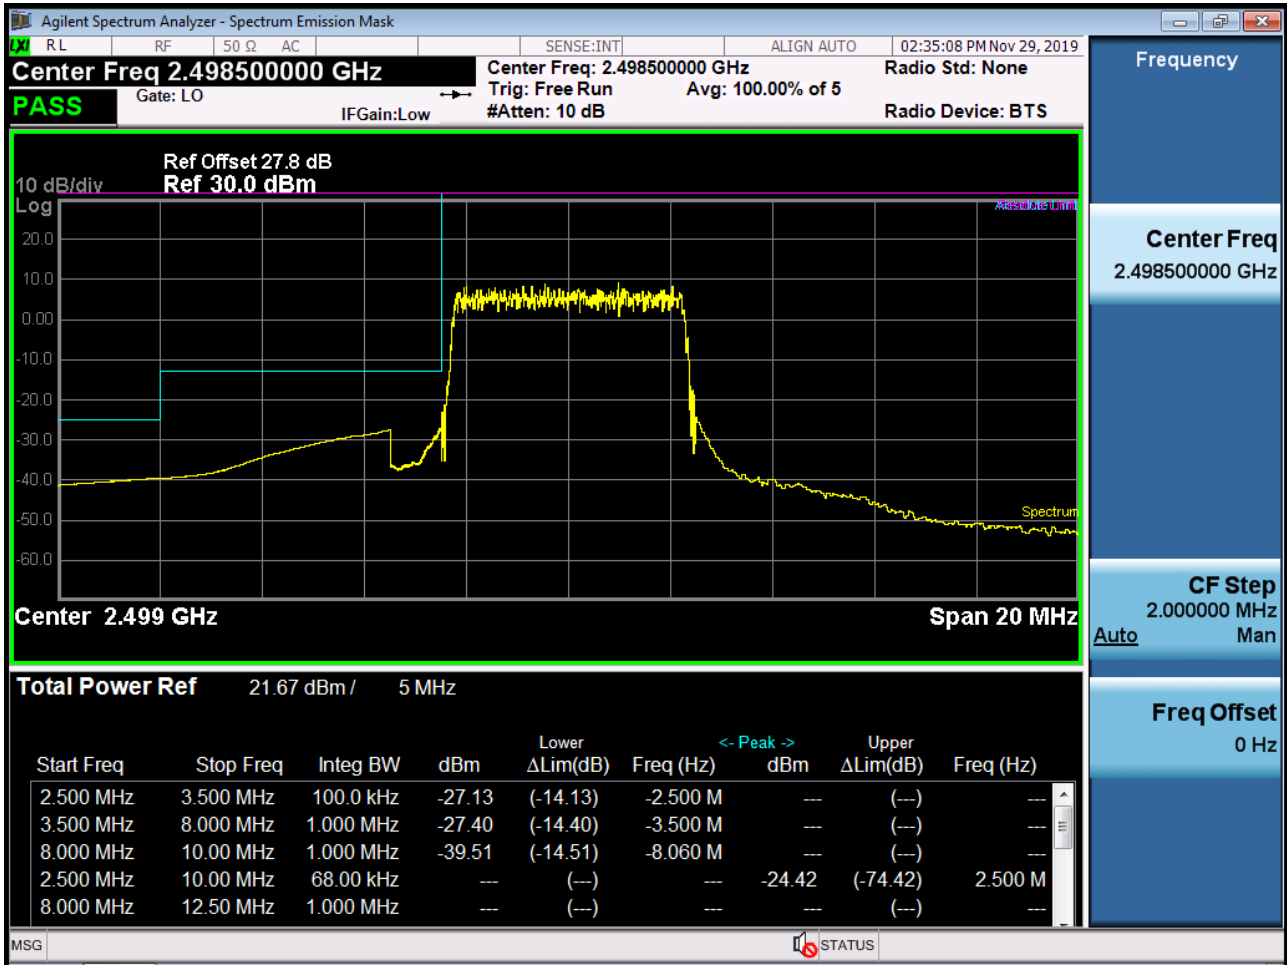 Agilent Spectrum Analyzer - Spectrum Emission Mask
LXI RL RF 50 Ω AC SENSE:INT ALIGN AUTO 02:35:08 PM Nov 29, 2019
Center Freq 2.498500000 GHz
PASS
Gate: LO
IFGain:Low
Center Freq: 2.498500000 GHz
Trig: Free Run Avg: 100.00% of 5
#Atten: 10 dB
Radio Std: None
Radio Device: BTS
Ref Offset 27.8 dB
10 dB/div Ref 30.0 dBm
Log
Absolute Limit
20.0
10.0
0.00
-10.0
-20.0
-30.0
-40.0
-50.0
-60.0
Spectrum
Center 2.499 GHz Span 20 MHz
Total Power Ref 21.67 dBm / 5 MHz
Lower <- Peak -> Upper
Start Freq Stop Freq Integ BW dBm ΔLim(dB) Freq (Hz) dBm ΔLim(dB) Freq (Hz)
2.500 MHz 3.500 MHz 100.0 kHz -27.13 (-14.13) -2.500 M --- (---) ---
3.500 MHz 8.000 MHz 1.000 MHz -27.40 (-14.40) -3.500 M --- (---) ---
8.000 MHz 10.00 MHz 1.000 MHz -39.51 (-14.51) -8.060 M --- (---) ---
2.500 MHz 10.00 MHz 68.00 kHz --- (---) --- -24.42 (-74.42) 2.500 M
8.000 MHz 12.50 MHz 1.000 MHz --- (---) --- --- (---) ---
MSG STATUS
Frequency
Center Freq
2.498500000 GHz
CF Step
2.000000 MHz
Auto Man
Freq Offset
0 Hz